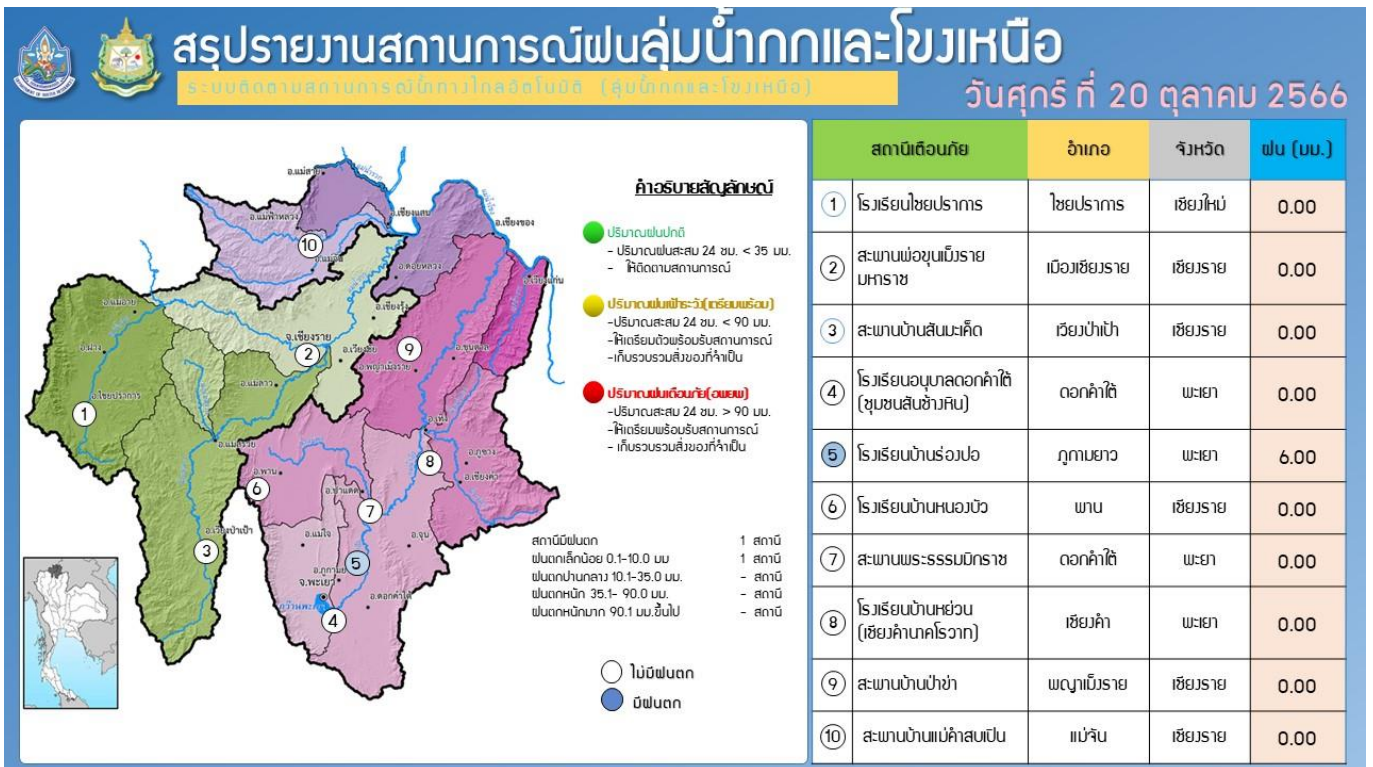 สรุปรายงานสถานการณ์ฝนลุ่มน้ำกกและโขงเหนือ
ระบบติดตามสถานการณ์น้ำทางไกลอัตโนมัติ (ลุ่มน้ำกกและโขงเหนือ)
วันศุกร์ ที่ 20 ตุลาคม 2566
คำอธิบายสัญลักษณ์
ปริมาณฝนปกติ
- ปริมาณฝนสะสม 24 ชม. < 35 มม.
- ให้ติดตามสถานการณ์
ปริมาณฝนเฝ้าระวัง(เตรียมพร้อม)
-ปริมาณสะสม 24 ชม. < 90 มม.
-ให้เตรียมตัวพร้อมรับสถานการณ์
-เก็บรวบรวมสิ่งของที่จำเป็น
ปริมาณฝนเตือนภัย(อพยพ)
-ปริมาณสะสม 24 ชม. > 90 มม.
-ให้เตรียมพร้อมรับสถานการณ์
- เก็บรวบรวมสิ่งของที่จำเป็น
อ.แม่สาย
อ.แม่ฟ้าหลวง
อ.เชียงแสน
อ.เชียงของ
10
อ.ดอยหลวง
อ.เวียงแก่น
อ.แม่อาย
อ.เชียงรุ้ง
จ.เชียงราย
อ.ฝาง
2
9
อ.ขุนตาล
อ.พญาเม็งราย
อ.แม่ลาว
อ.ไชยปราการ
1
อ.เทิง
อ.แม่สรวย
8
อ.ภูซาง
อ.พาน
อ.เชียงคำ
6
อ.ป่าแดด
7
อ.เวียงป่าเป้า
อ.แม่ใจ
อ.จุน
3
5
จ.พะเยา
อ.ดอกคำใต้
กว๊านพะเยา
4
สถานีมีฝนตก 1 สถานี
ฝนตกเล็กน้อย 0.1-10.0 มม 1 สถานี
ฝนตกปานกลาง 10.1-35.0 มม. - สถานี
ฝนตกหนัก 35.1- 90.0 มม. - สถานี
ฝนตกหนักมาก 90.1 มม.ขึ้นไป - สถานี
ไม่มีฝนตก
มีฝนตก
สถานีเตือนภัย อำเภอ จังหวัด ฝน (มม.)
1 โรงเรียนไชยปราการ ไชยปราการ เชียงใหม่ 0.00
2 สะพานพ่อขุนเม็งราย
มหาราช เมืองเชียงราย เชียงราย 0.00
3 สะพานบ้านสันมะเค็ด เวียงป่าเป้า เชียงราย 0.00
4 โรงเรียนอนุบาลดอกคำใต้
(ชุมชนสันช้างหิน) ดอกคำใต้ พะเยา 0.00
5 โรงเรียนบ้านร่องปอ ภูกามยาว พะเยา 6.00
6 โรงเรียนบ้านหนองบัว พาน เชียงราย 0.00
7 สะพานพระธรรมมิกราช ดอกคำใต้ พะยา 0.00
8 โรงเรียนบ้านหย่วน
(เชียงคำนาคโรวาท) เชียงคำ พะเยา 0.00
9 สะพานบ้านป่าข่า พญาเม็งราย เชียงราย 0.00
10 สะพานบ้านแม่คำสบเปิน แม่จัน เชียงราย 0.00